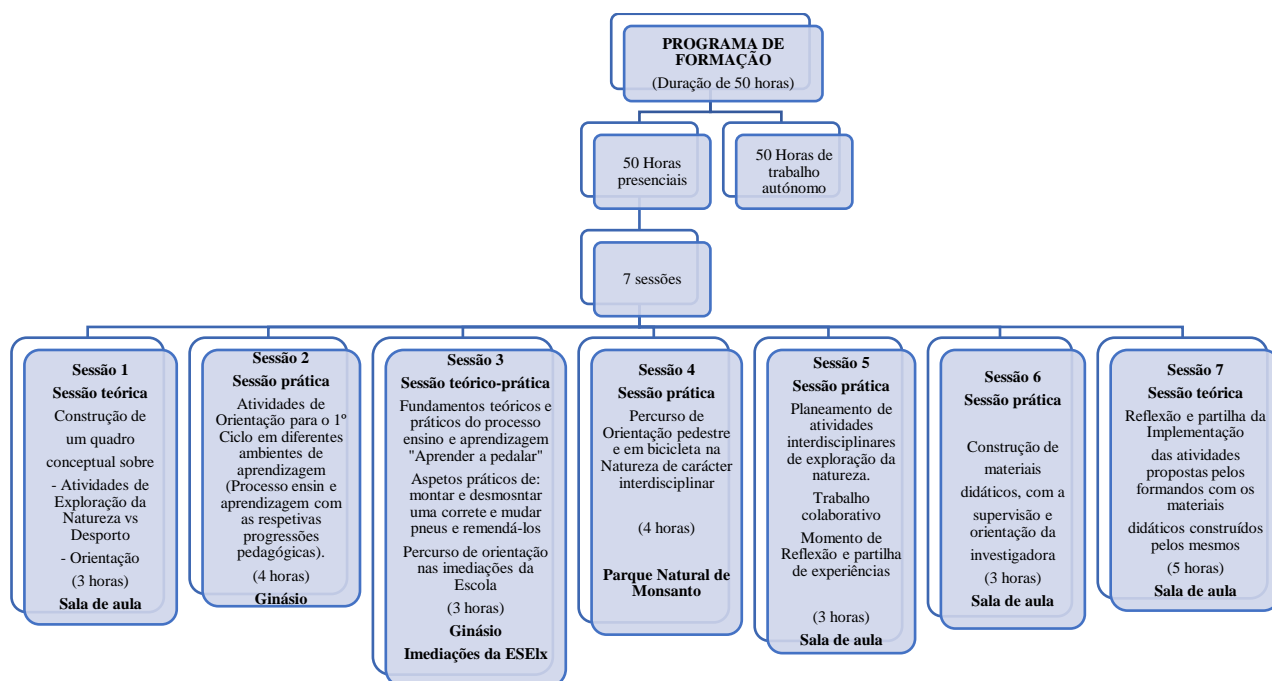 PROGRAMA DE
FORMAÇÃO
(Duração de 50 horas)
50 Horas
presenciais
50 Horas de
trabalho
autónomo
7 sessões
Sessão 1
Sessão teórica
Construção de
um quadro
conceptual sobre
- Atividades de
Exploração da
Natureza vs
Desporto
- Orientação
(3 horas)
Sala de aula
Sessão 2
Sessão prática
Atividades de
Orientação para o 1º
Ciclo em diferentes
ambientes de
aprendizagem
(Processo ensin e
aprendizagem com
as respetivas
progressões
pedagógicas).
(4 horas)
Ginásio
Sessão 3
Sessão teórico-prática
Fundamentos teóricos e
práticos do processo
ensino e aprendizagem
"Aprender a pedalar"
Aspetos práticos de:
montar e desmosntar
uma correte e mudar
pneus e remendá-los
Percurso de orientação
nas imediações da
Escola
(3 horas)
Ginásio
Imediações da ESElx
Sessão 4
Sessão prática
Percurso de
Orientação pedestre
e em bicicleta na
Natureza de carácter
interdisciplinar
(4 horas)
Parque Natural de
Monsanto
Sessão 5
Sessão prática
Planeamento de
atividades
interdisciplinares
de exploração da
natureza.
Trabalho
colaborativo
Momento de
Reflexão e partilha
de experiências
(3 horas)
Sala de aula
Sessão 6
Sessão prática
Construção de
materiais
didáticos, com a
supervisão e
orientação da
investigadora
(3 horas)
Sala de aula
Sessão 7
Sessão teórica
Reflexão e partilha da
Implementação
das atividades
propostas pelos
formandos com os
materiais
didáticos construídos
pelos mesmos
(5 horas)
Sala de aula